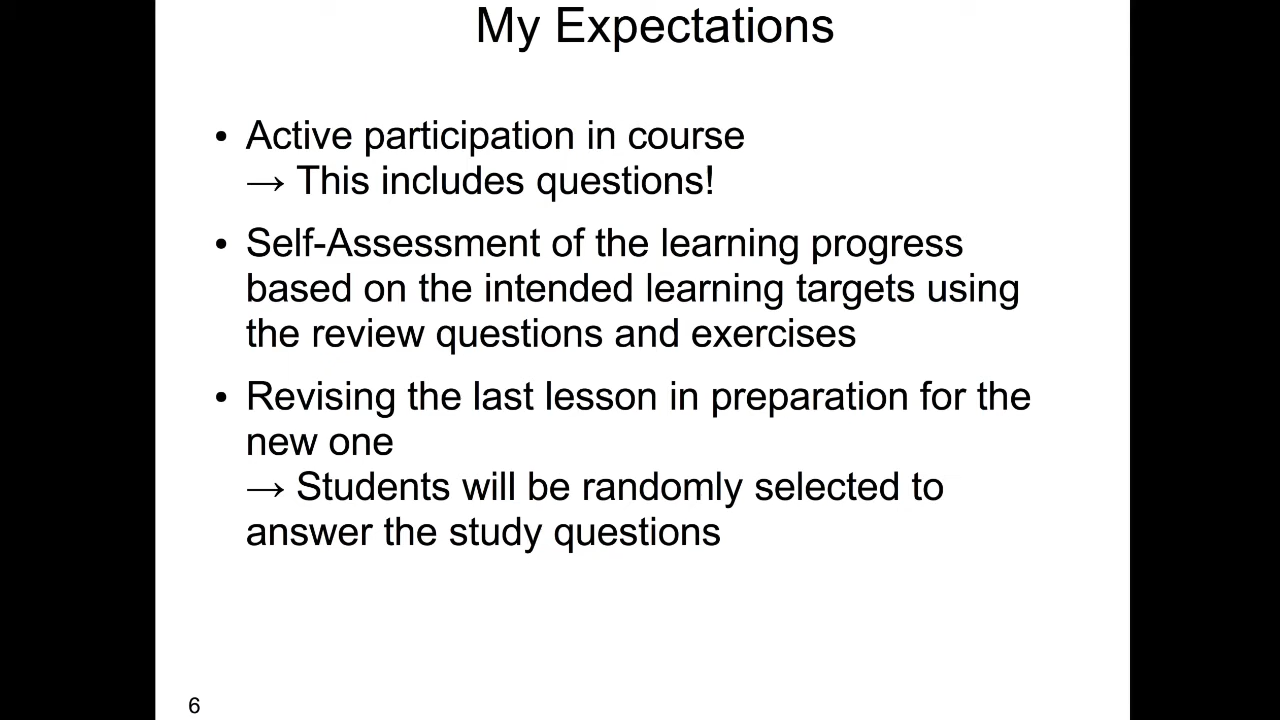 My Expectations
• Active participation in course
→ This includes questions!
• Self-Assessment of the learning progress
based on the intended learning targets using
the review questions and exercises
• Revising the last lesson in preparation for the
new one
→ Students will be randomly selected to
answer the study questions
6